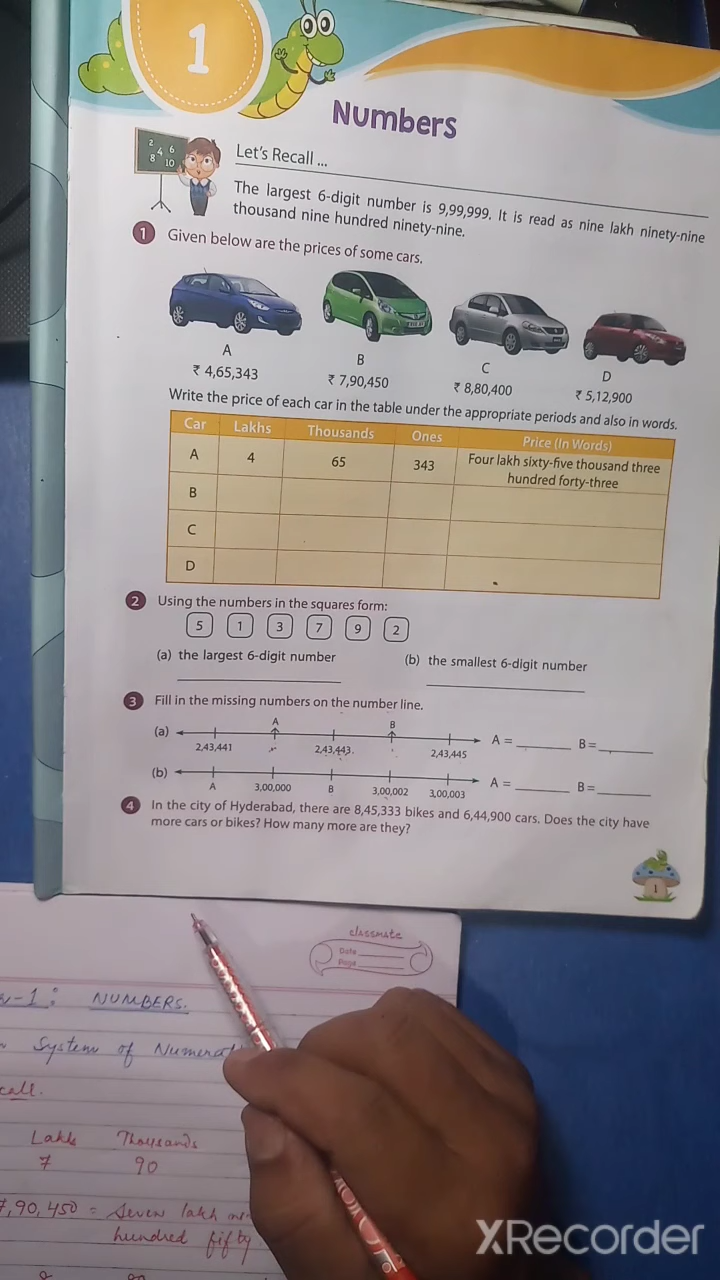 1
Numbers
2 4 6
8 10
Let's Recall ...
The largest 6-digit number is 9,99,999. It is read as nine lakh ninety-nine
thousand nine hundred ninety-nine.
1 Given below are the prices of some cars.
A B C D
₹ 4,65,343 ₹ 7,90,450 ₹ 8,80,400 ₹ 5,12,900
Write the price of each car in the table under the appropriate periods and also in words.
Car Lakhs Thousands Ones Price (In Words)
A 4 65 343 Four lakh sixty-five thousand three
hundred forty-three
B
C
D
2 Using the numbers in the squares form:
5 1 3 7 9 2
(a) the largest 6-digit number (b) the smallest 6-digit number
3 Fill in the missing numbers on the number line.
(a) A B A = B =
2,43,441 2,43,443 2,43,445
(b) A = B =
A 3,00,000 B 3,00,002 3,00,003
4 In the city of Hyderabad, there are 8,45,333 bikes and 6,44,900 cars. Does the city have
more cars or bikes? How many more are they?
1
classmate
Date
Page
-1: NUMBERS.
System of
Lakhs Thousands
7 90
7,90,450 = Seven lakh
hundred fifty
XRecorder